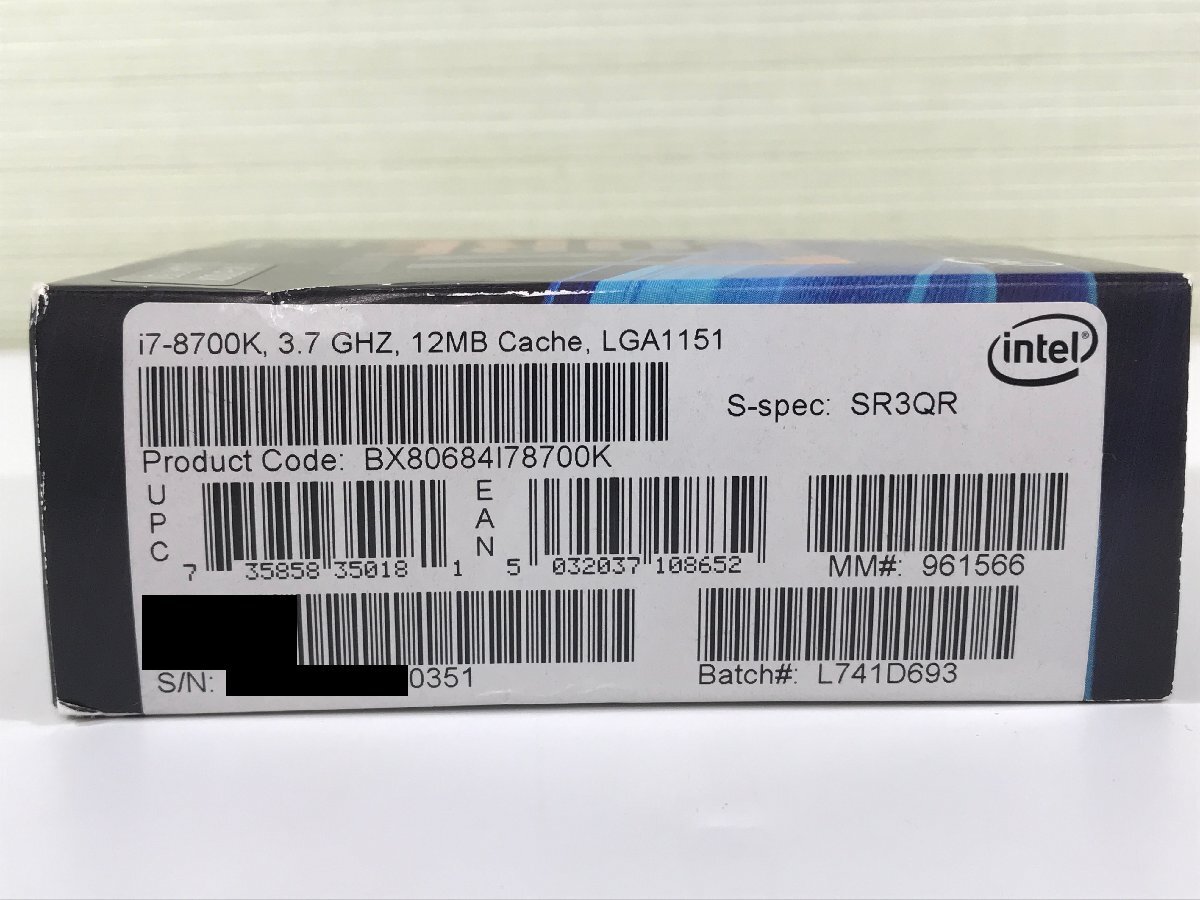 i7-8700K, 3.7 GHZ, 12MB Cache, LGA1151
intel®
S-spec: SR3QR
Product Code: BX80684I78700K
UPC
7 35858 35018 1
EAN
5 032037 108652
MM#: 961566
S/N: 0351
Batch#: L741D693